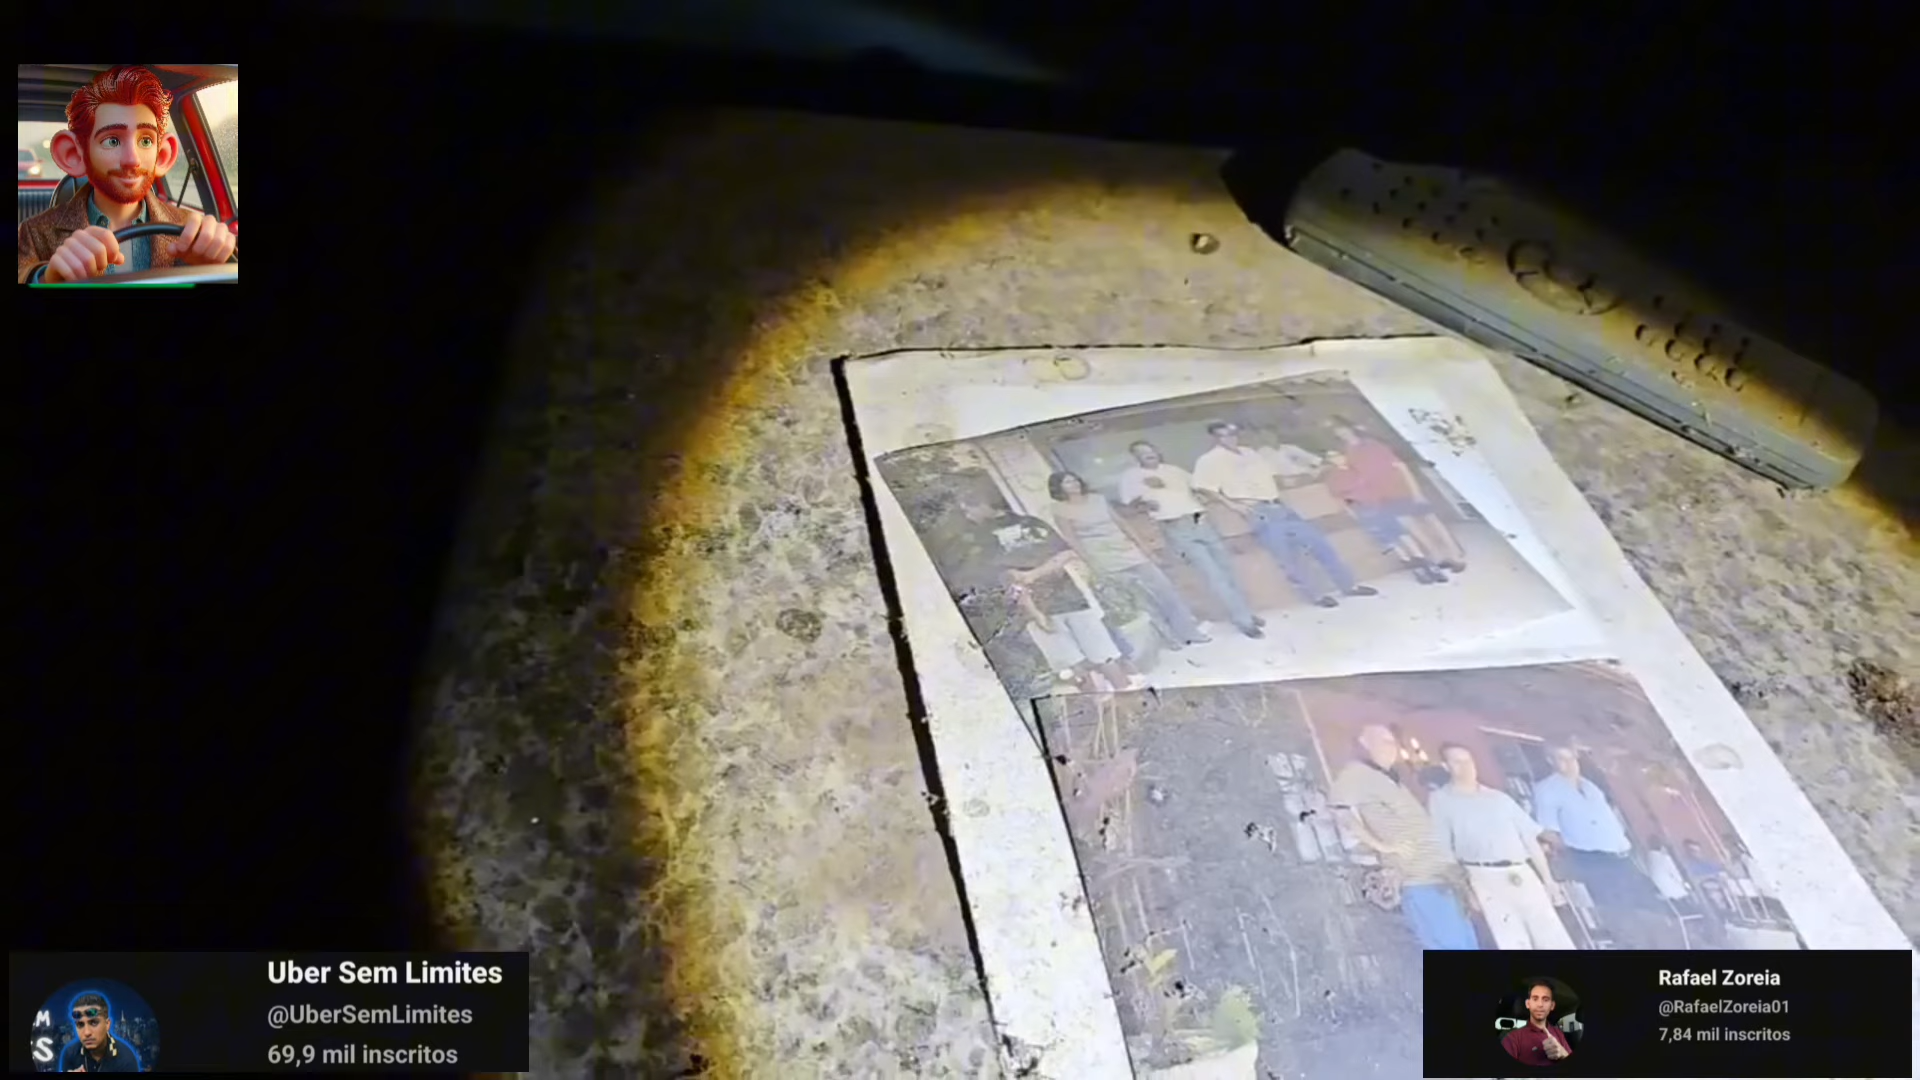 Uber Sem Limites
@UberSemLimites
69,9 mil inscritos
Rafael Zoreia
@RafaelZoreia01
7,84 mil inscritos